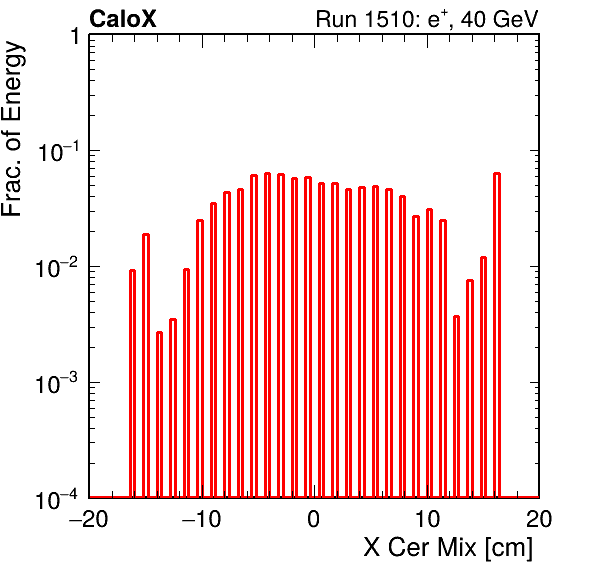 CaloX Run 1510: e⁺, 40 GeV
Frac. of Energy
1
10⁻¹
10⁻²
10⁻³
10⁻⁴
−20 −10 0 10 20
X Cer Mix [cm]